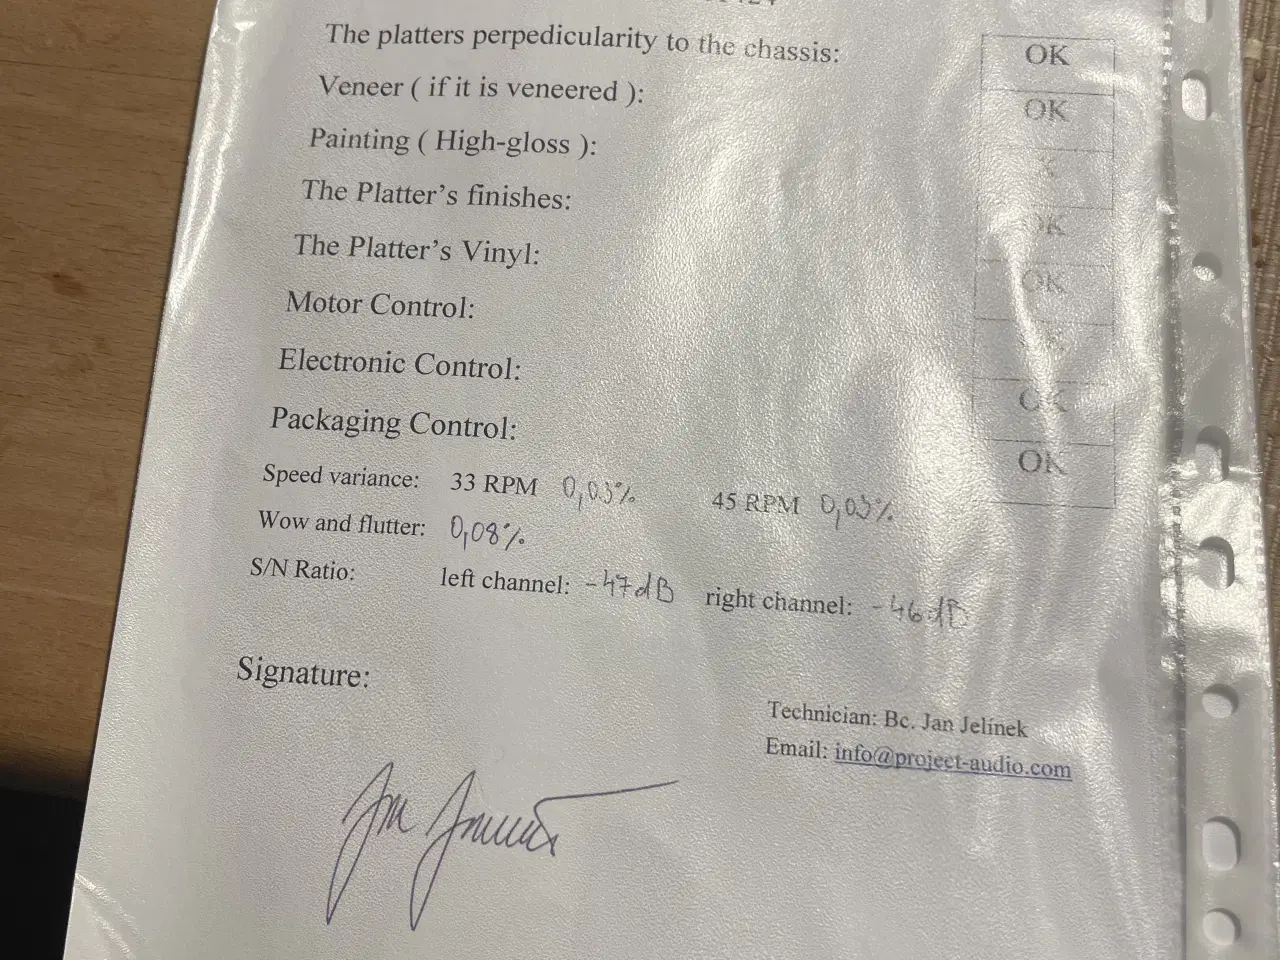 The platters perpedicularity to the chassis: OK
Veneer ( if it is veneered ): OK
Painting ( High-gloss ):
The Platter's finishes: OK
The Platter's Vinyl: OK
Motor Control:
Electronic Control: OK
Packaging Control: OK
Speed variance: 33 RPM 0,03% 45 RPM 0,03%
Wow and flutter: 0,08%
S/N Ratio: left channel: -47dB right channel: -46dB
Signature:
Technician: Bc. Jan Jelínek
Email: info@project-audio.com